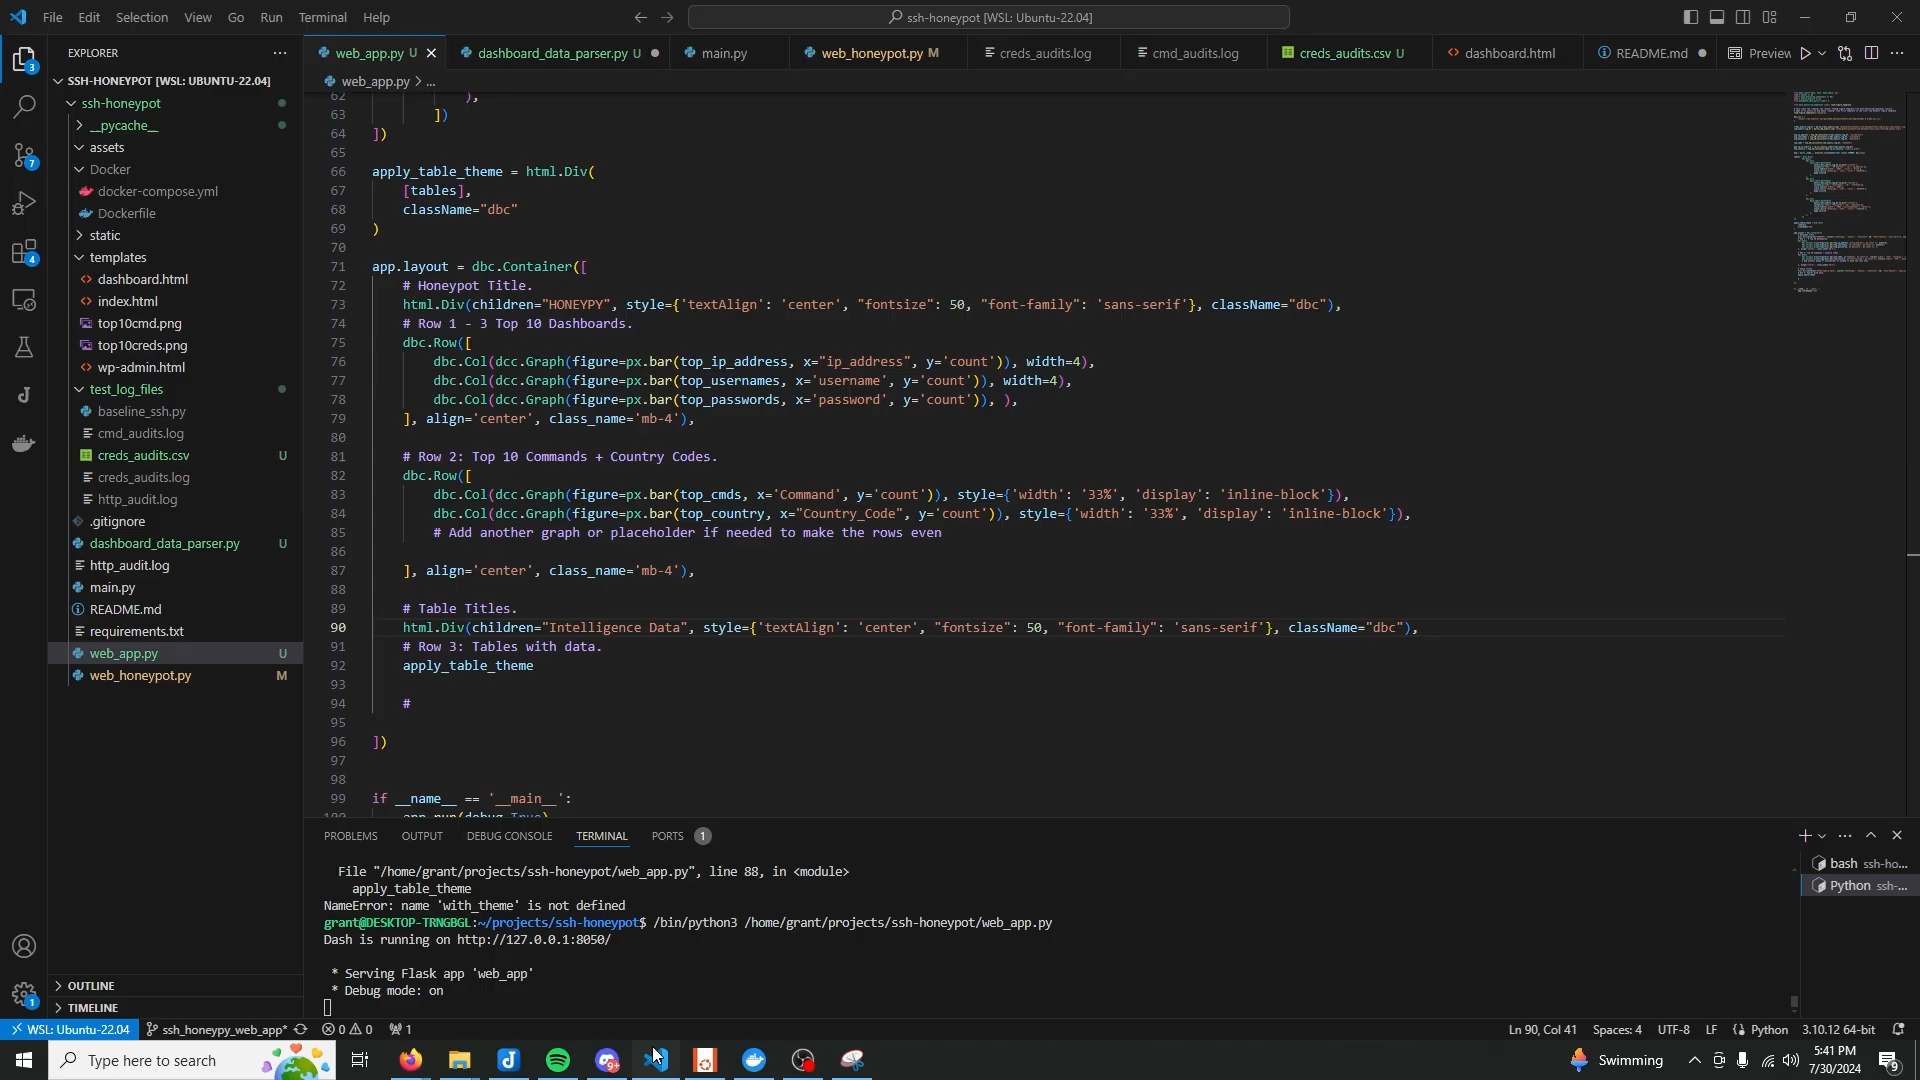 File Edit Selection View Go Run Terminal Help
ssh-honeypot [WSL: Ubuntu-22.04]
EXPLORER
SSH-HONEYPOT [WSL: UBUNTU-22.04]
ssh-honeypot
__pycache__
assets
Docker
docker-compose.yml
Dockerfile
static
templates
dashboard.html
index.html
top10cmd.png
top10creds.png
wp-admin.html
test_log_files
baseline_ssh.py
cmd_audits.log
creds_audits.csv U
creds_audits.log
http_audit.log
.gitignore
dashboard_data_parser.py U
http_audit.log
main.py
README.md
requirements.txt
web_app.py U
web_honeypot.py M
OUTLINE
TIMELINE
3
7
4
1
web_app.py U
dashboard_data_parser.py U
main.py
web_honeypot.py M
creds_audits.log
cmd_audits.log
creds_audits.csv U
dashboard.html
README.md
Preview
web_app.py > ...
62 ),
63 ])
64 ])
65
66 apply_table_theme = html.Div(
67 [tables],
68 className="dbc"
69 )
70
71 app.layout = dbc.Container([
72 # Honeypot Title.
73 html.Div(children="HONEYPY", style={'textAlign': 'center', "fontsize": 50, "font-family": 'sans-serif'}, className="dbc"),
74 # Row 1 - 3 Top 10 Dashboards.
75 dbc.Row([
76 dbc.Col(dcc.Graph(figure=px.bar(top_ip_address, x="ip_address", y='count')), width=4),
77 dbc.Col(dcc.Graph(figure=px.bar(top_usernames, x='username', y='count')), width=4),
78 dbc.Col(dcc.Graph(figure=px.bar(top_passwords, x='password', y='count')), ),
79 ], align='center', class_name='mb-4'),
80
81 # Row 2: Top 10 Commands + Country Codes.
82 dbc.Row([
83 dbc.Col(dcc.Graph(figure=px.bar(top_cmds, x='Command', y='count')), style={'width': '33%', 'display': 'inline-block'}),
84 dbc.Col(dcc.Graph(figure=px.bar(top_country, x="Country_Code", y='count')), style={'width': '33%', 'display': 'inline-block'}),
85 # Add another graph or placeholder if needed to make the rows even
86
87 ], align='center', class_name='mb-4'),
88
89 # Table Titles.
90 html.Div(children="Intelligence Data", style={'textAlign': 'center', "fontsize": 50, "font-family": 'sans-serif'}, className="dbc"),
91 # Row 3: Tables with data.
92 apply_table_theme
93
94 #
95
96 ])
97
98
99 if __name__ == '__main__':
100 app.run(debug=True)
PROBLEMS OUTPUT DEBUG CONSOLE TERMINAL PORTS 1
File "/home/grant/projects/ssh-honeypot/web_app.py", line 88, in <module>
apply_table_theme
NameError: name 'with_theme' is not defined
grant@DESKTOP-TRNGBGL:~/projects/ssh-honeypot$ /bin/python3 /home/grant/projects/ssh-honeypot/web_app.py
Dash is running on http://127.0.0.1:8050/
* Serving Flask app 'web_app'
* Debug mode: on
bash ssh-ho...
Python ssh-...
WSL: Ubuntu-22.04 ssh_honeypy_web_app* 0 0 1
Ln 90, Col 41 Spaces: 4 UTF-8 LF Python 3.10.12 64-bit
Type here to search
9+
Swimming
5:41 PM
7/30/2024
9